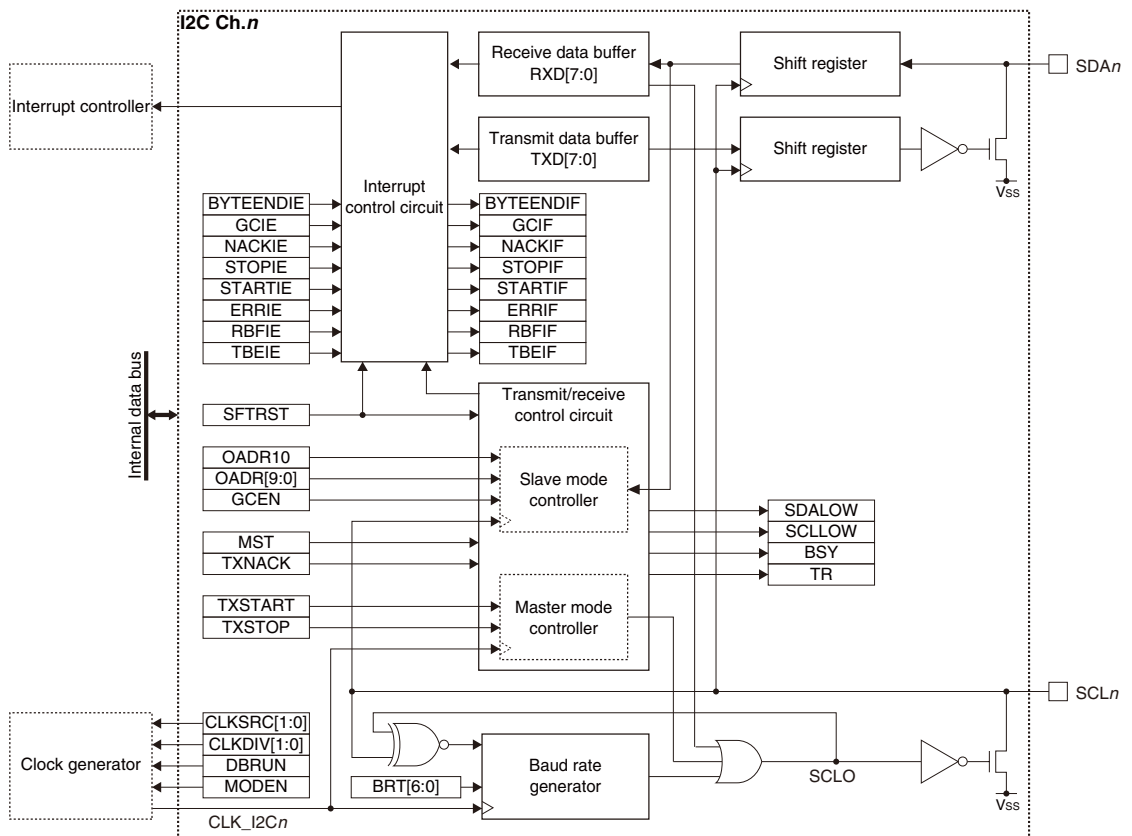 I2C Ch.n
Interrupt controller
Interrupt
control circuit
Receive data buffer
RXD[7:0]
Shift register
SDAn
Transmit data buffer
TXD[7:0]
Shift register
VSS
BYTEENDIE
GCIE
NACKIE
STOPIE
STARTIE
ERRIE
RBFIE
TBEIE
BYTEENDIF
GCIF
NACKIF
STOPIF
STARTIF
ERRIF
RBFIF
TBEIF
Internal data bus
SFTRST
Transmit/receive
control circuit
OADR10
OADR[9:0]
GCEN
Slave mode
controller
MST
TXNACK
SDALOW
SCLLOW
BSY
TR
TXSTART
TXSTOP
Master mode
controller
SCLn
Clock generator
CLKSRC[1:0]
CLKDIV[1:0]
DBRUN
MODEN
BRT[6:0]
Baud rate
generator
SCLO
VSS
CLK_I2Cn